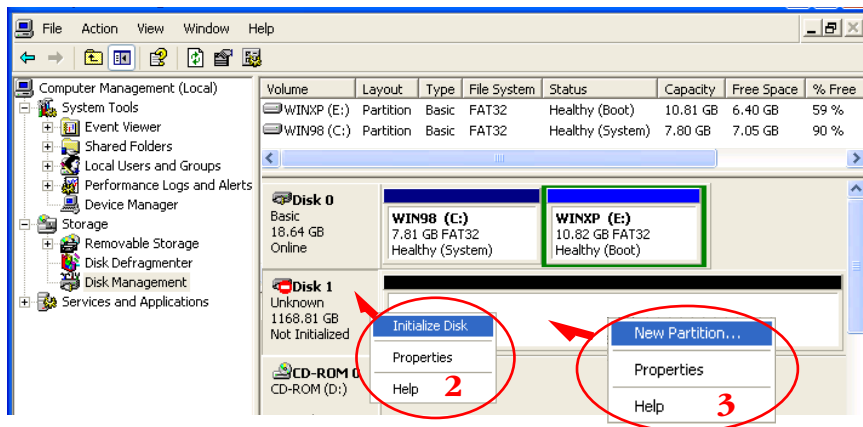 File Action View Window Help
Computer Management (Local)
System Tools
Event Viewer
Shared Folders
Local Users and Groups
Performance Logs and Alerts
Device Manager
Storage
Removable Storage
Disk Defragmenter
Disk Management
Services and Applications
Volume Layout Type File System Status Capacity Free Space % Free
WINXP (E:) Partition Basic FAT32 Healthy (Boot) 10.81 GB 6.40 GB 59 %
WIN98 (C:) Partition Basic FAT32 Healthy (System) 7.80 GB 7.05 GB 90 %
Disk 0
Basic
18.64 GB
Online
WIN98 (C:)
7.81 GB FAT32
Healthy (System)
WINXP (E:)
10.82 GB FAT32
Healthy (Boot)
Disk 1
Unknown
1168.81 GB
Not Initialized
Initialize Disk
Properties
Help 2
New Partition...
Properties
Help 3
CD-ROM 0
CD-ROM (D:)